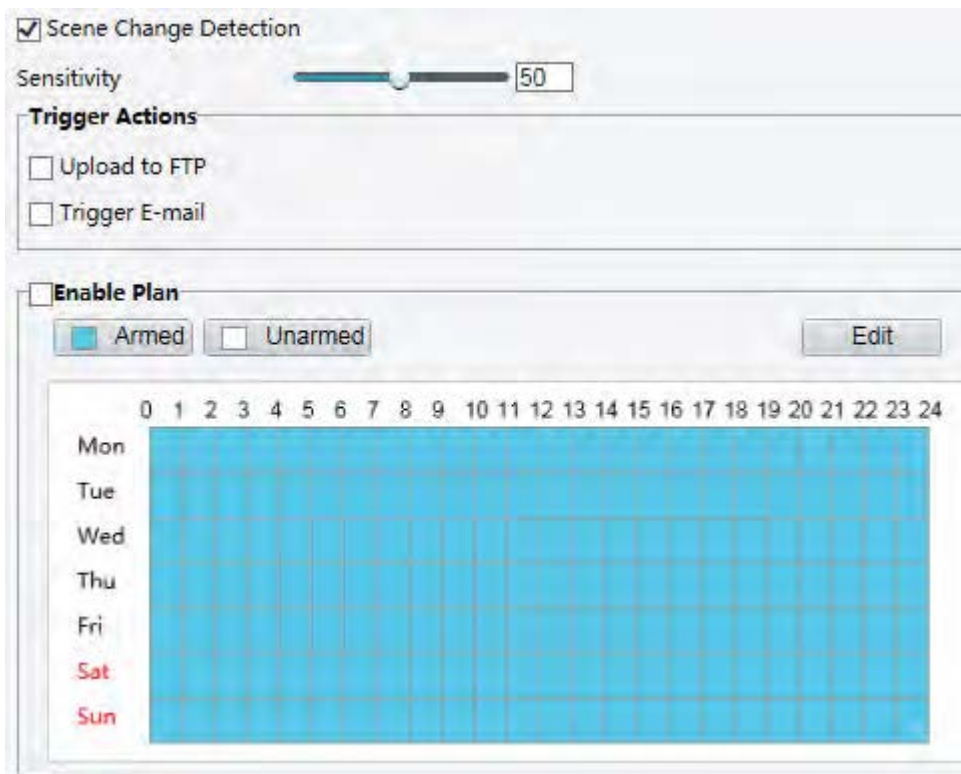 Scene Change Detection
Sensitivity 50
Trigger Actions
Upload to FTP
Trigger E-mail
Enable Plan
Armed Unarmed Edit
0 1 2 3 4 5 6 7 8 9 10 11 12 13 14 15 16 17 18 19 20 21 22 23 24
Mon
Tue
Wed
Thu
Fri
Sat
Sun